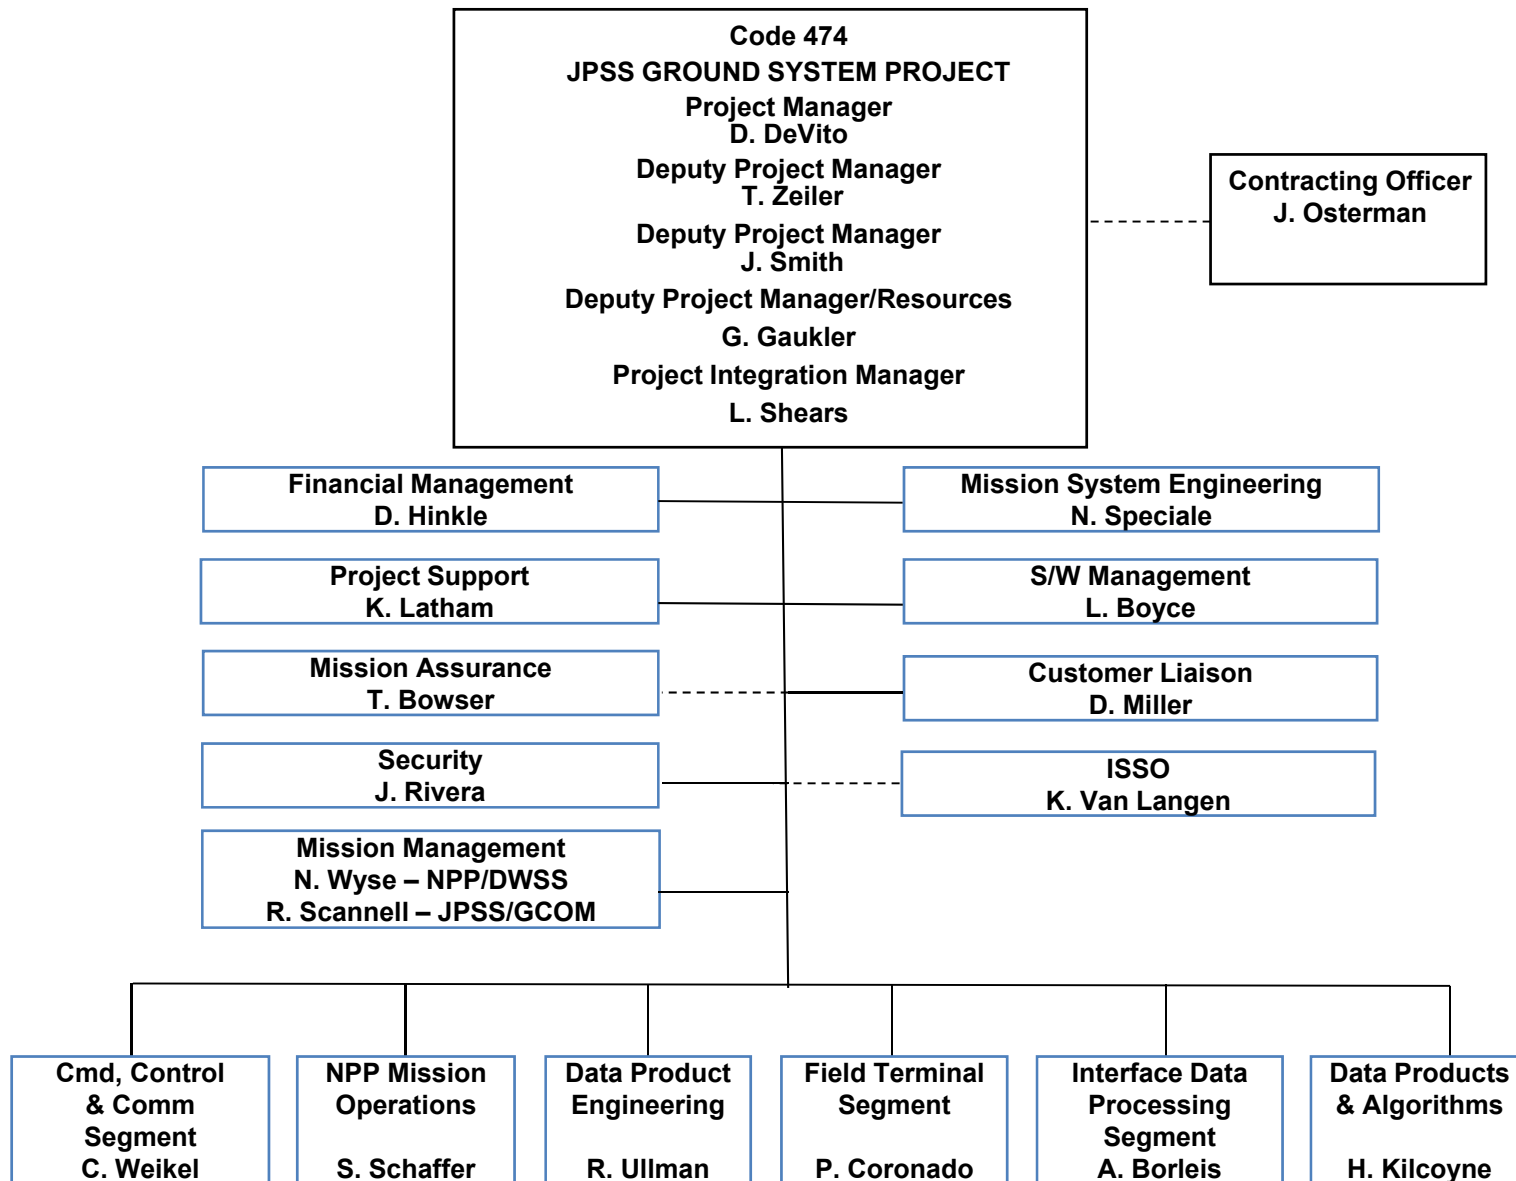 Code 474
JPSS GROUND SYSTEM PROJECT
Project Manager
D. DeVito
Deputy Project Manager
T. Zeiler
Deputy Project Manager
J. Smith
Deputy Project Manager/Resources
G. Gaukler
Project Integration Manager
L. Shears
Contracting Officer
J. Osterman
Financial Management
D. Hinkle
Mission System Engineering
N. Speciale
Project Support
K. Latham
S/W Management
L. Boyce
Mission Assurance
T. Bowser
Customer Liaison
D. Miller
Security
J. Rivera
ISSO
K. Van Langen
Mission Management
N. Wyse – NPP/DWSS
R. Scannell – JPSS/GCOM
Cmd, Control
& Comm
Segment
C. Weikel
NPP Mission
Operations
S. Schaffer
Data Product
Engineering
R. Ullman
Field Terminal
Segment
P. Coronado
Interface Data
Processing
Segment
A. Borleis
Data Products
& Algorithms
H. Kilcoyne